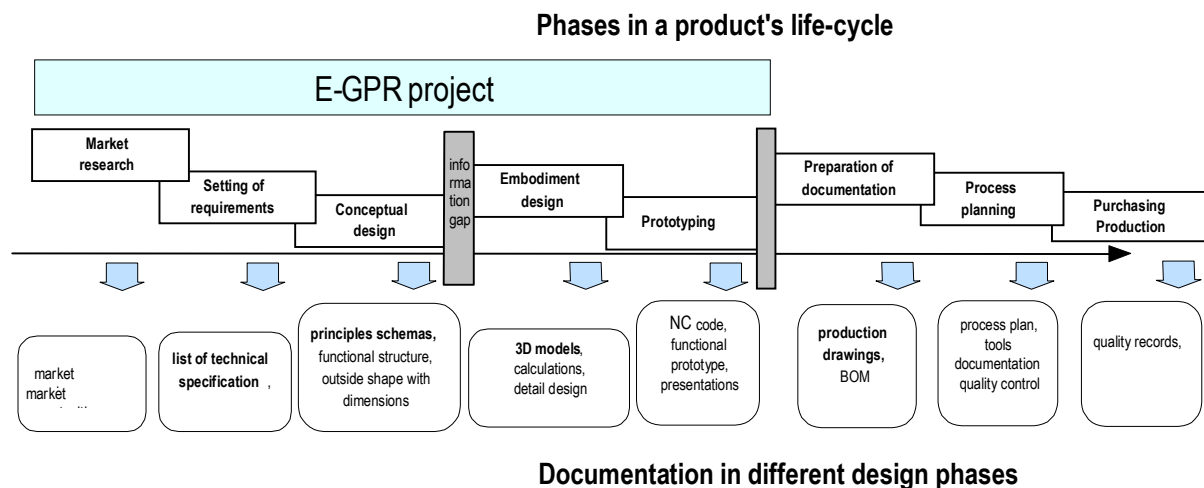 Phases in a product's life-cycle
E-GPR project
Market
research
Setting of
requirements
Conceptual
design
info
rma
tion
gap
Embodiment
design
Prototyping
Preparation of
documentation
Process
planning
Purchasing
Production
market
market
list of technical
specification ,
principles schemas,
functional structure,
outside shape with
dimensions
3D models,
calculations,
detail design
NC code,
functional
prototype,
presentations
production
drawings,
BOM
process plan,
tools
documentation
quality control
quality records,
Documentation in different design phases